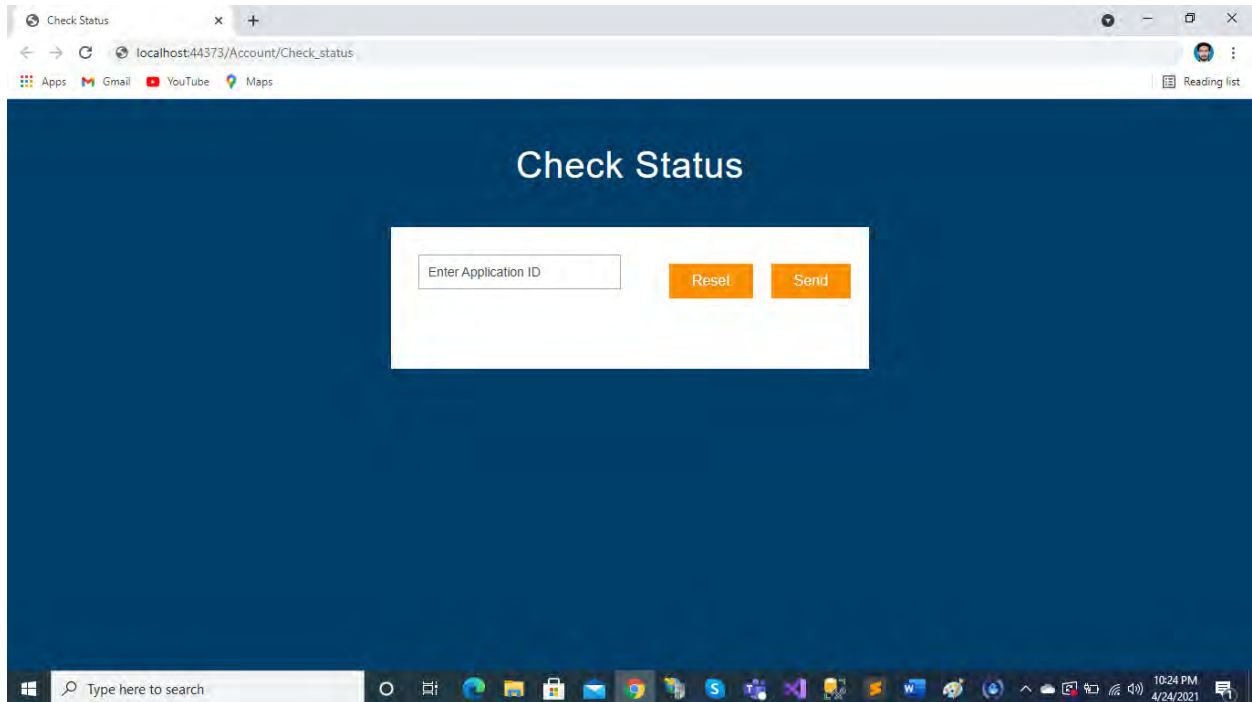 Check Status
localhost:44373/Account/Check_status
Apps Gmail YouTube Maps Reading list
Check Status
Enter Application ID Reset Send
Type here to search
10:24 PM
4/24/2021